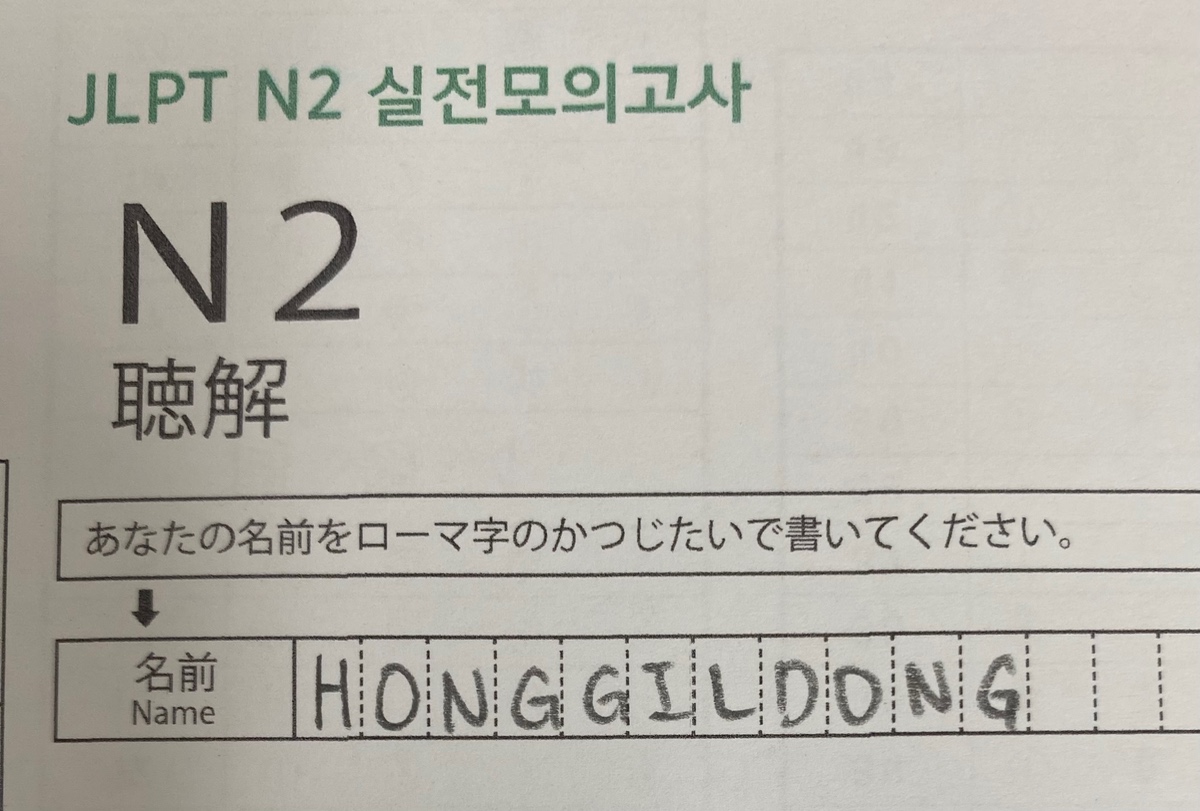 JLPT N2 실전모의고사
N2
聴解
あなたの名前をローマ字のかつじたいで書いてください。
名前
Name
HONGGILDONG